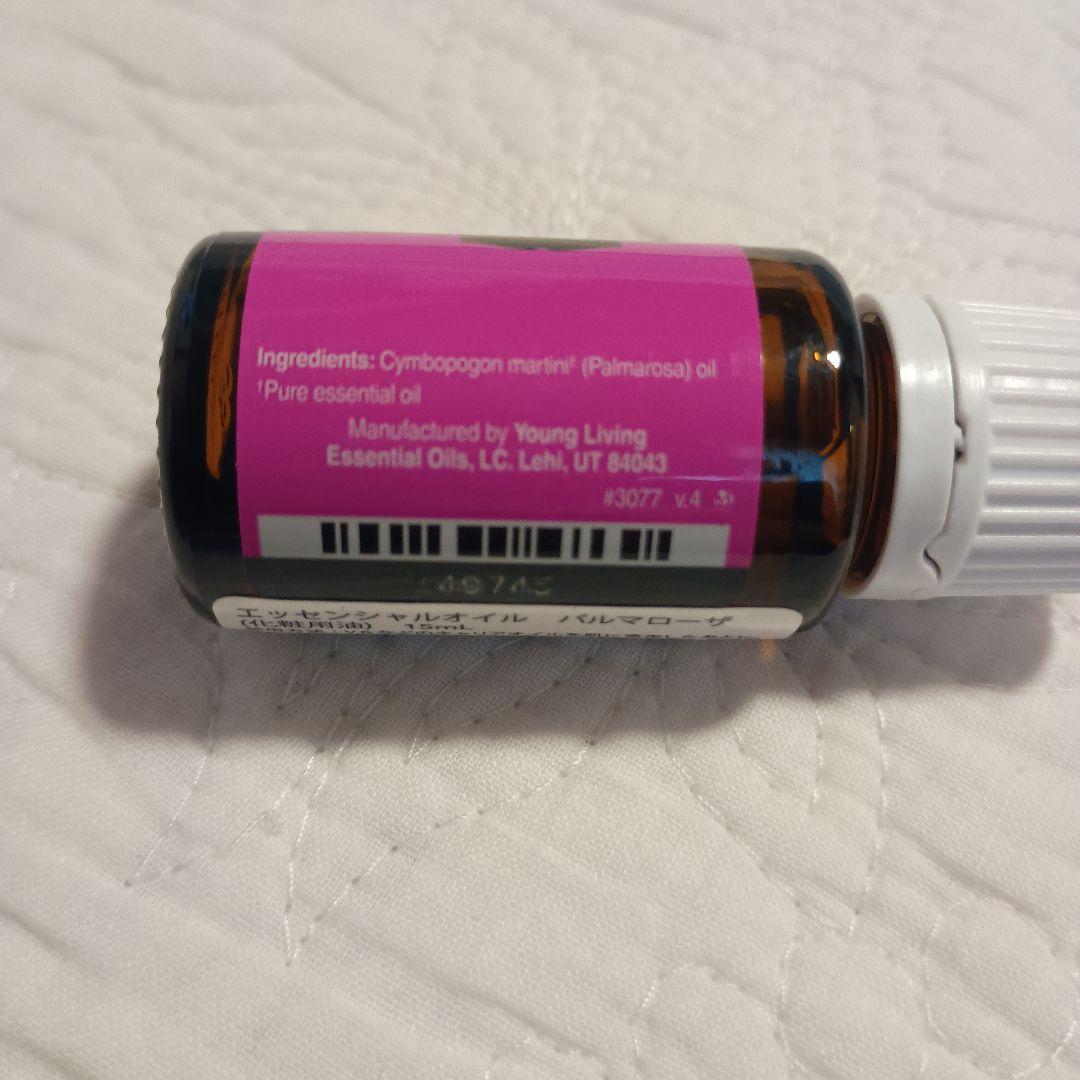 Ingredients: Cymbopogon martini† (Palmarosa) oil
†Pure essential oil
Manufactured by Young Living
Essential Oils, LC. Lehi, UT 84043
#3077 v.4
エッセンシャルオイル パルマローザ
(化粧用油) 15mL